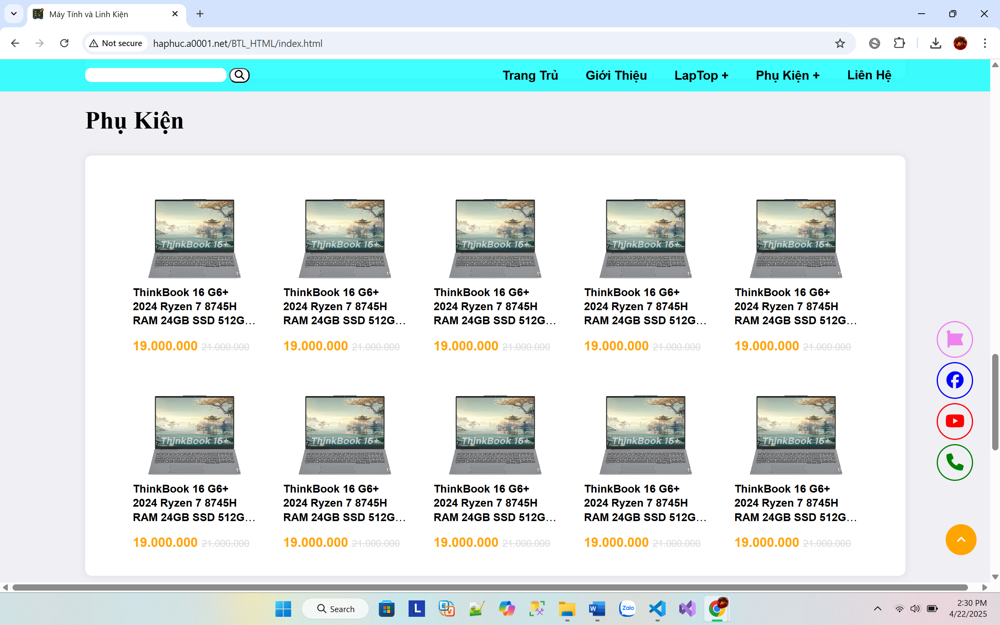 Máy Tính và Linh Kiện
Not secure
haphuc.a0001.net/BTL_HTML/index.html
Trang Trủ Giới Thiệu LapTop + Phụ Kiện + Liên Hệ
Phụ Kiện
ThinkBook 16+ ThinkBook 16+ ThinkBook 16+ ThinkBook 16+ ThinkBook 16+
ThinkBook 16 G6+ ThinkBook 16 G6+ ThinkBook 16 G6+ ThinkBook 16 G6+ ThinkBook 16 G6+
2024 Ryzen 7 8745H 2024 Ryzen 7 8745H 2024 Ryzen 7 8745H 2024 Ryzen 7 8745H 2024 Ryzen 7 8745H
RAM 24GB SSD 512G… RAM 24GB SSD 512G… RAM 24GB SSD 512G… RAM 24GB SSD 512G… RAM 24GB SSD 512G…
19.000.000 21.000.000 19.000.000 21.000.000 19.000.000 21.000.000 19.000.000 21.000.000 19.000.000 21.000.000
ThinkBook 16+ ThinkBook 16+ ThinkBook 16+ ThinkBook 16+ ThinkBook 16+
ThinkBook 16 G6+ ThinkBook 16 G6+ ThinkBook 16 G6+ ThinkBook 16 G6+ ThinkBook 16 G6+
2024 Ryzen 7 8745H 2024 Ryzen 7 8745H 2024 Ryzen 7 8745H 2024 Ryzen 7 8745H 2024 Ryzen 7 8745H
RAM 24GB SSD 512G… RAM 24GB SSD 512G… RAM 24GB SSD 512G… RAM 24GB SSD 512G… RAM 24GB SSD 512G…
19.000.000 21.000.000 19.000.000 21.000.000 19.000.000 21.000.000 19.000.000 21.000.000 19.000.000 21.000.000
Search
L
E V
W
Zalo
2:30 PM
4/22/2025